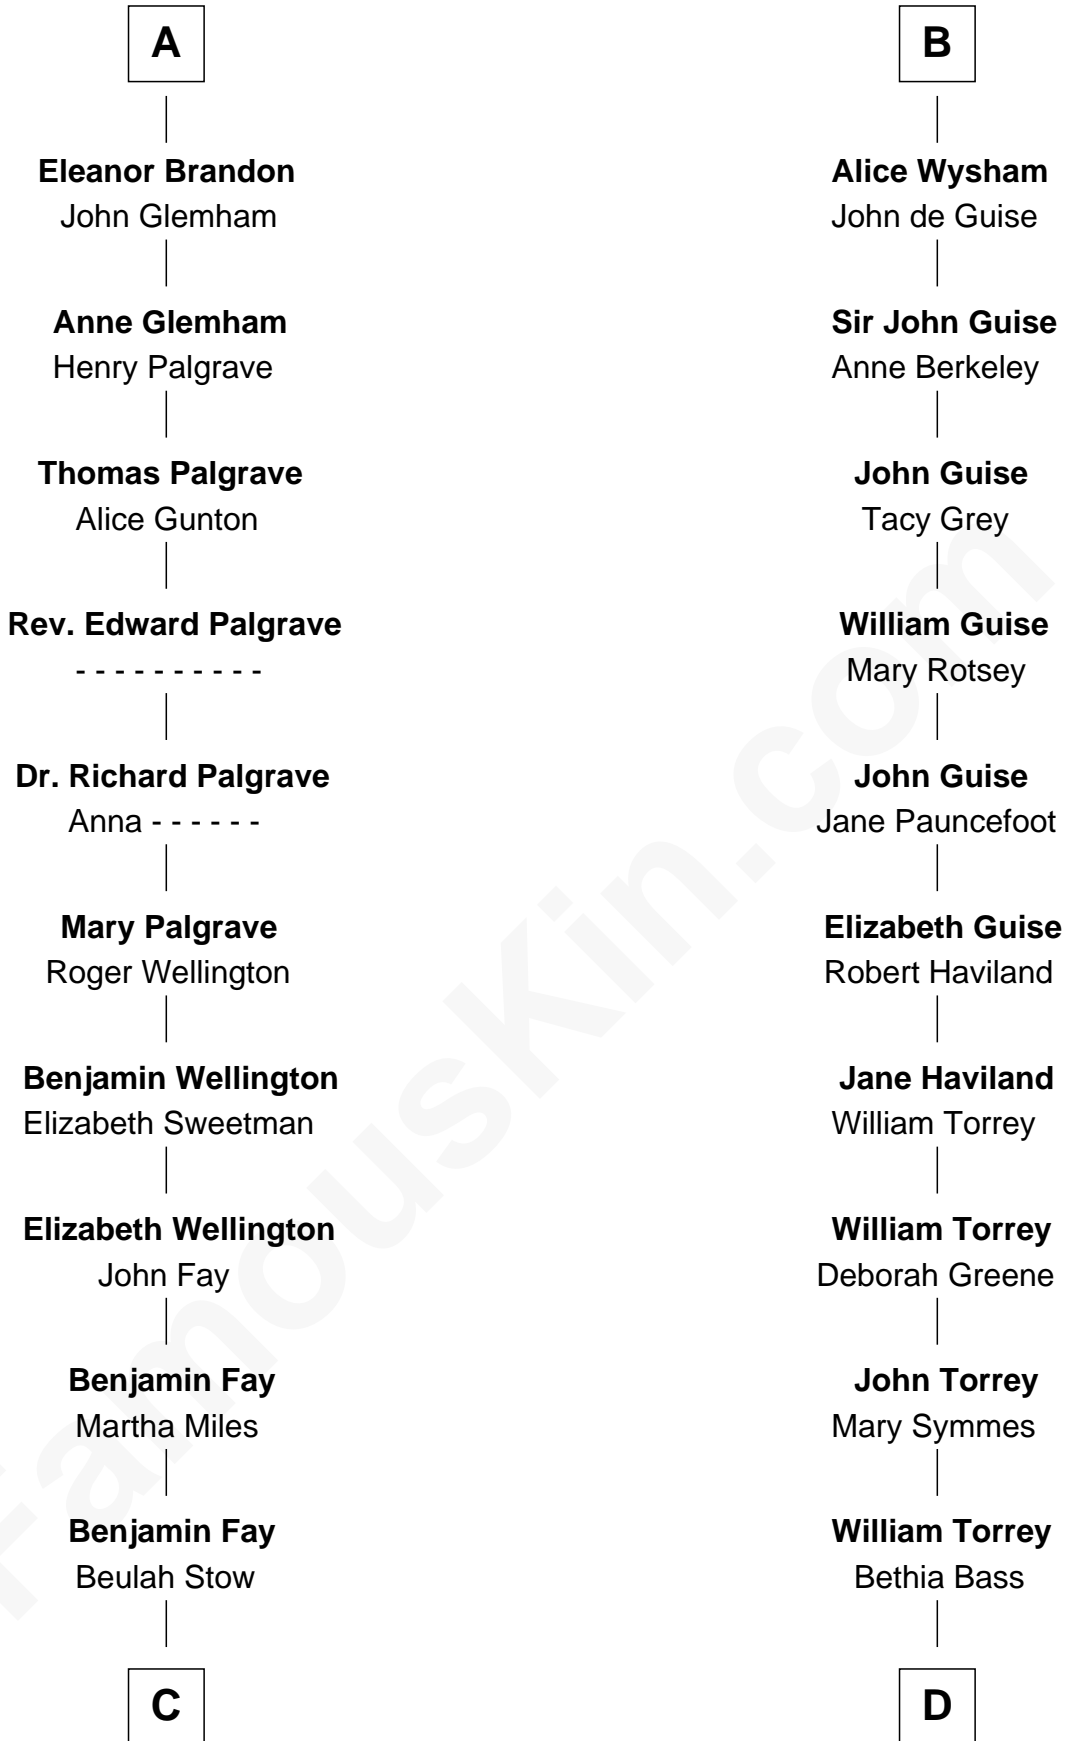 A
Eleanor Brandon
John Glemham
Anne Glemham
Henry Palgrave
Thomas Palgrave
Alice Gunton
Rev. Edward Palgrave
- - - - - - - - - -
Dr. Richard Palgrave
Anna - - - - - -
Mary Palgrave
Roger Wellington
Benjamin Wellington
Elizabeth Sweetman
Elizabeth Wellington
John Fay
Benjamin Fay
Martha Miles
Benjamin Fay
Beulah Stow
C
B
Alice Wysham
John de Guise
Sir John Guise
Anne Berkeley
John Guise
Tacy Grey
William Guise
Mary Rotsey
John Guise
Jane Pauncefoot
Elizabeth Guise
Robert Haviland
Jane Haviland
William Torrey
William Torrey
Deborah Greene
John Torrey
Mary Symmes
William Torrey
Bethia Bass
D
FamousKin.com